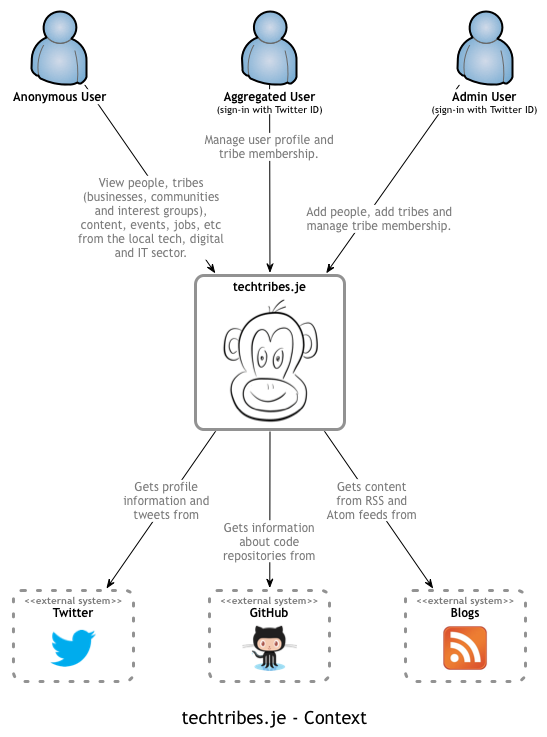 Anonymous User
Aggregated User
(sign-in with Twitter ID)
Admin User
(sign-in with Twitter ID)
Manage user profile and
tribe membership.
View people, tribes
(businesses, communities
and interest groups),
content, events, jobs, etc
from the local tech, digital
and IT sector.
Add people, add tribes and
manage tribe membership.
techtribes.je
Gets profile
information and
tweets from
Gets information
about code
repositories from
Gets content
from RSS and
Atom feeds from
<<external system>>
Twitter
<<external system>>
GitHub
<<external system>>
Blogs
techtribes.je - Context